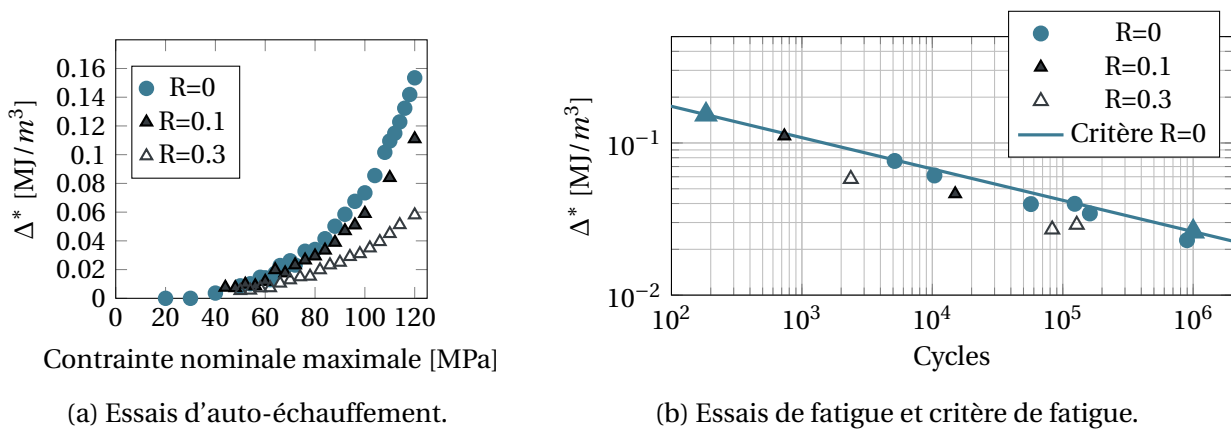 0.16
0.14
0.12
0.1
0.08
0.06
0.04
0.02
0
Δ* [MJ/m³]
R=0
R=0.1
R=0.3
0 20 40 60 80 100 120
Contrainte nominale maximale [MPa]
(a) Essais d'auto-échauffement.
Δ* [MJ/m³]
10⁻¹
10⁻²
R=0
R=0.1
R=0.3
Critère R=0
10² 10³ 10⁴ 10⁵ 10⁶
Cycles
(b) Essais de fatigue et critère de fatigue.